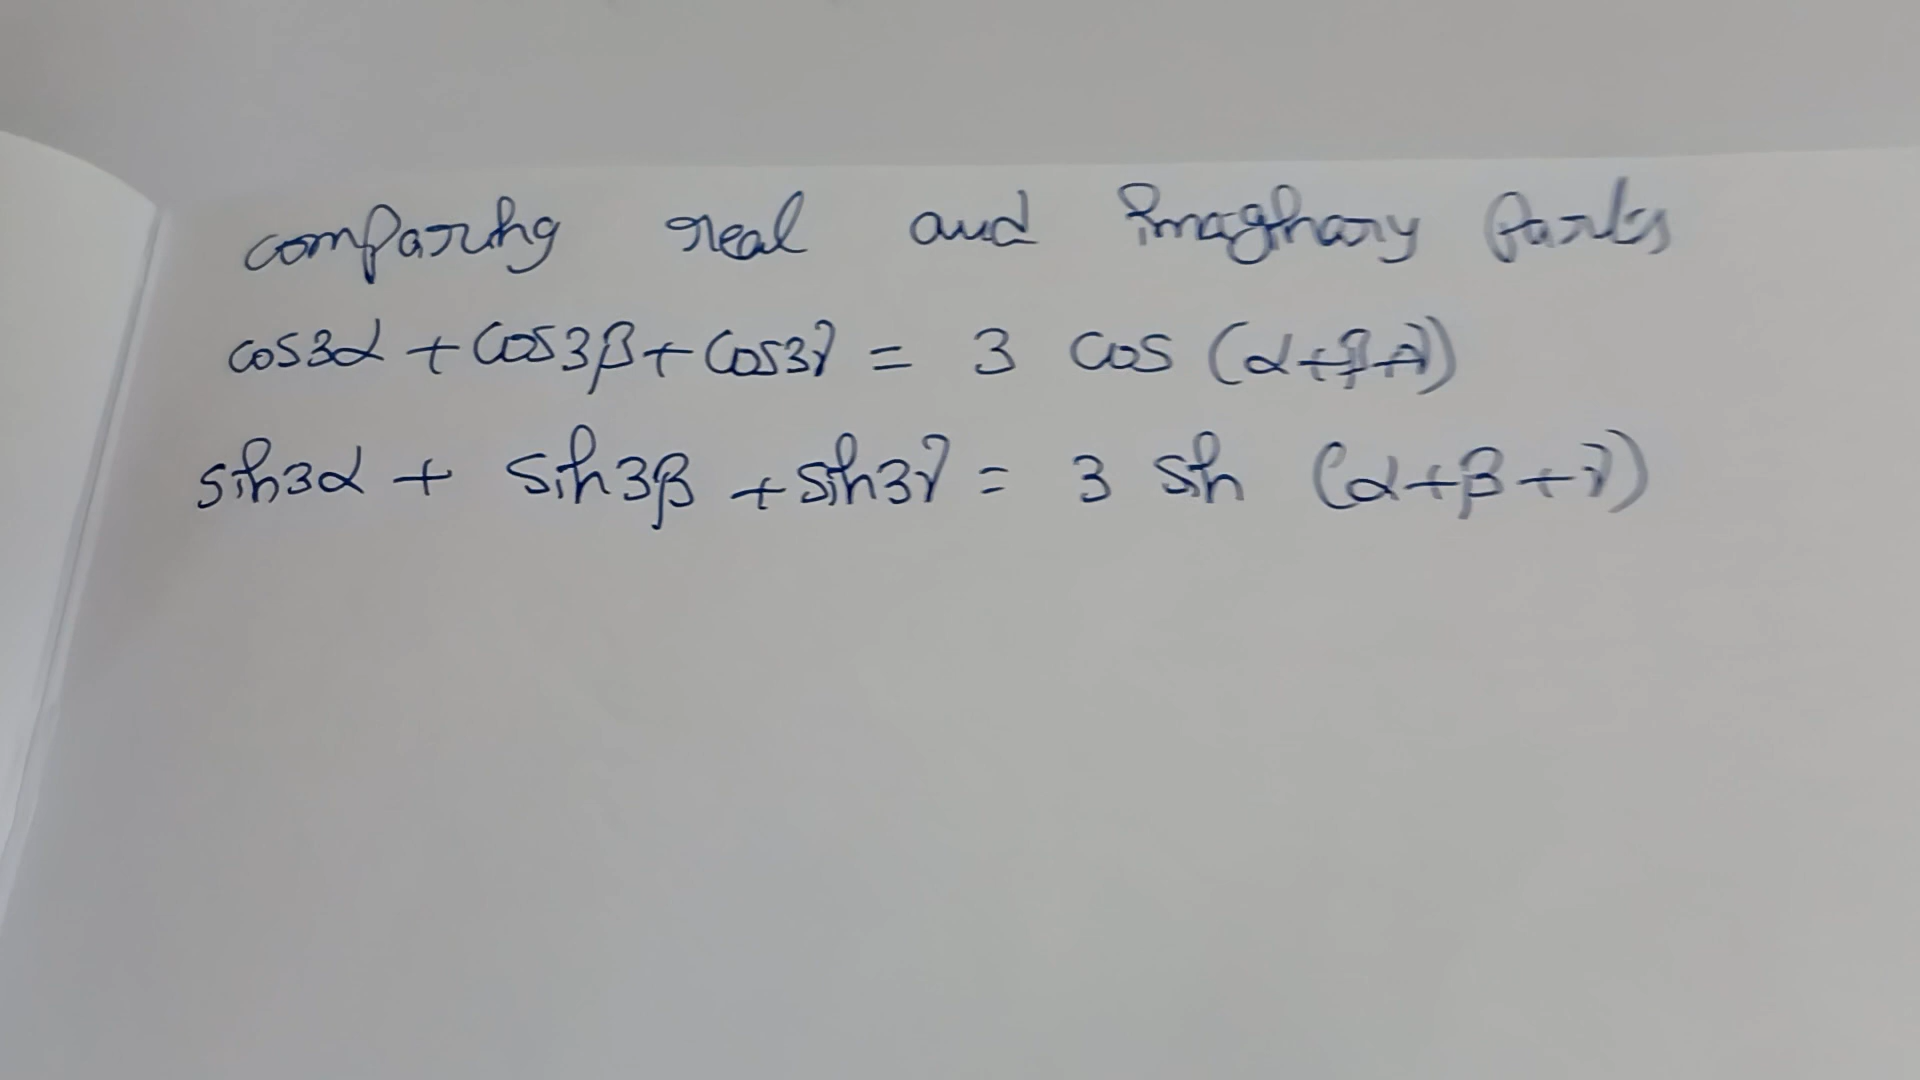 comparing real and imaginary parts
cos3α + cos3β + cos3γ = 3 cos (α+β+γ)
sin3α + sin3β + sin3γ = 3 sin (α+β+γ)